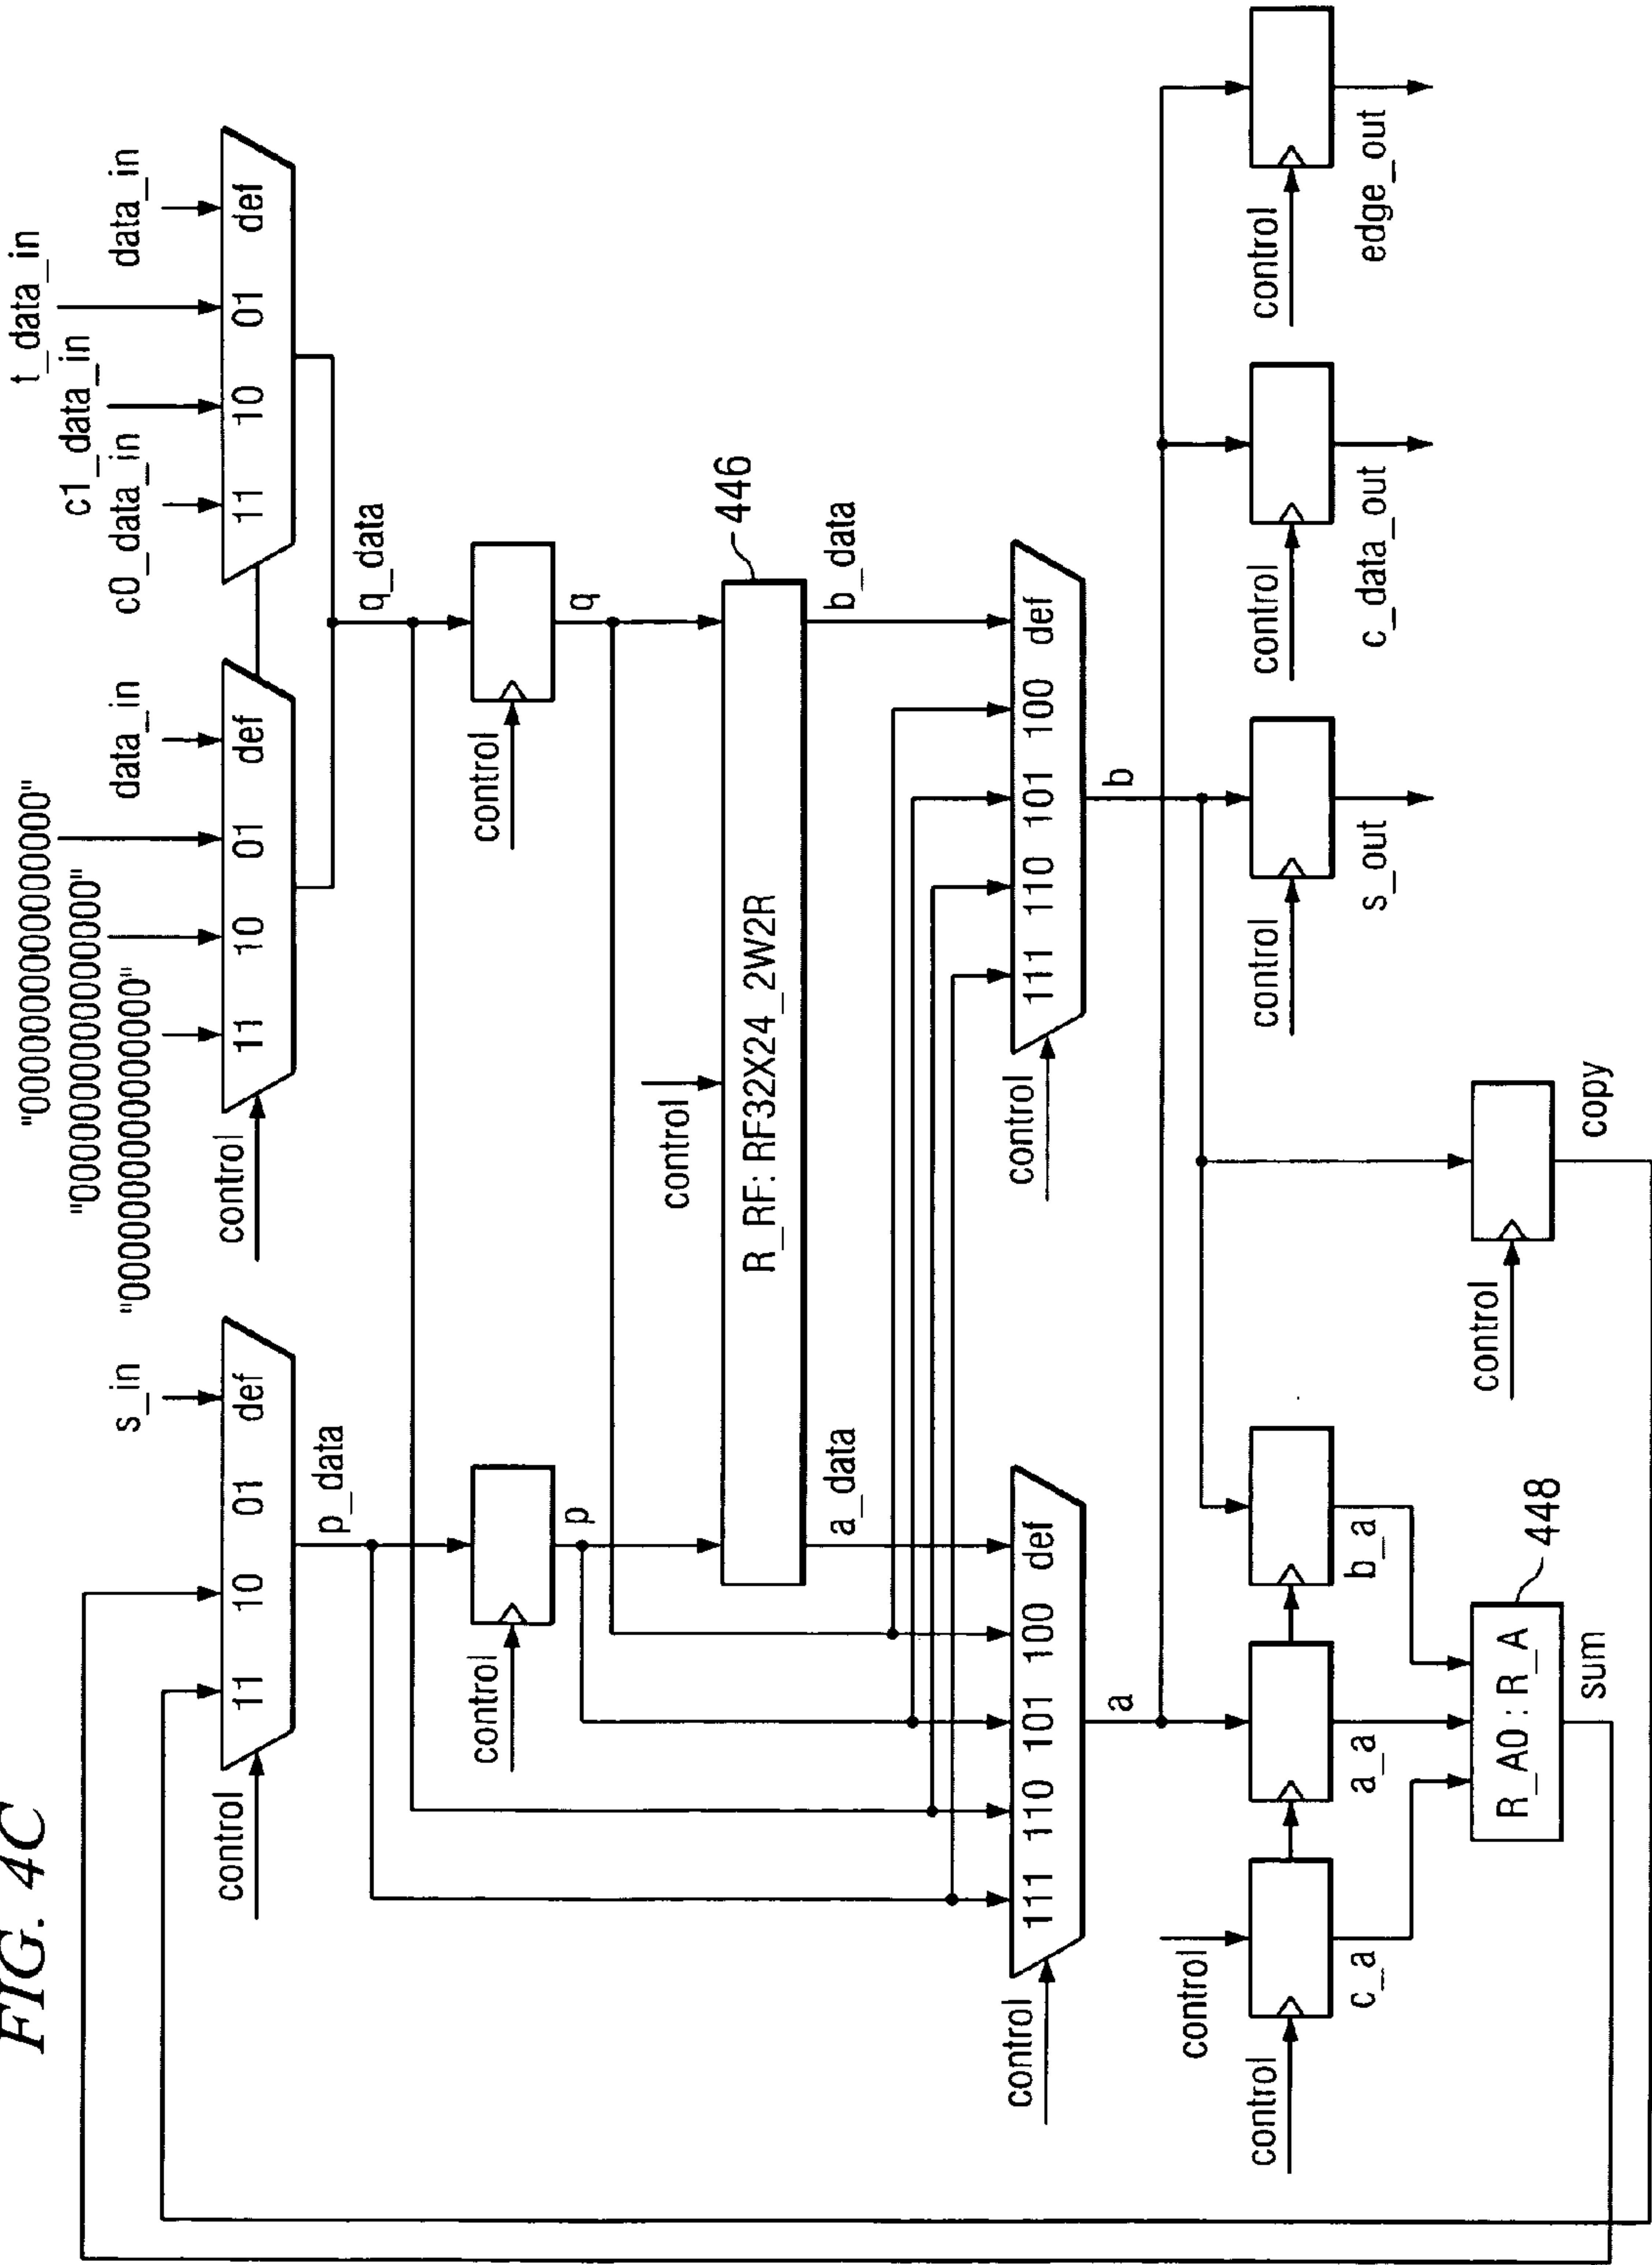 FIG. 4C
t_data_in
c1_data_in
c0_data_in
data_in
"0000000000000000"
"0000000000000000"
"0000000000000000"
data_in
s_in
11 10 01 def
11 10 01 def
11 10 01 def
control
control
p_data
q_data
control
control
p
q
control
R_RF: RF32X24_2W2R
446
a_data
b_data
111 110 101 100 def
111 110 101 100 def
control
control
a
b
control
control
control
control
control
c_a
a_a
b_a
s_out
c_data_out
edge_out
R_A0 : R_A
448
control
sum
copy